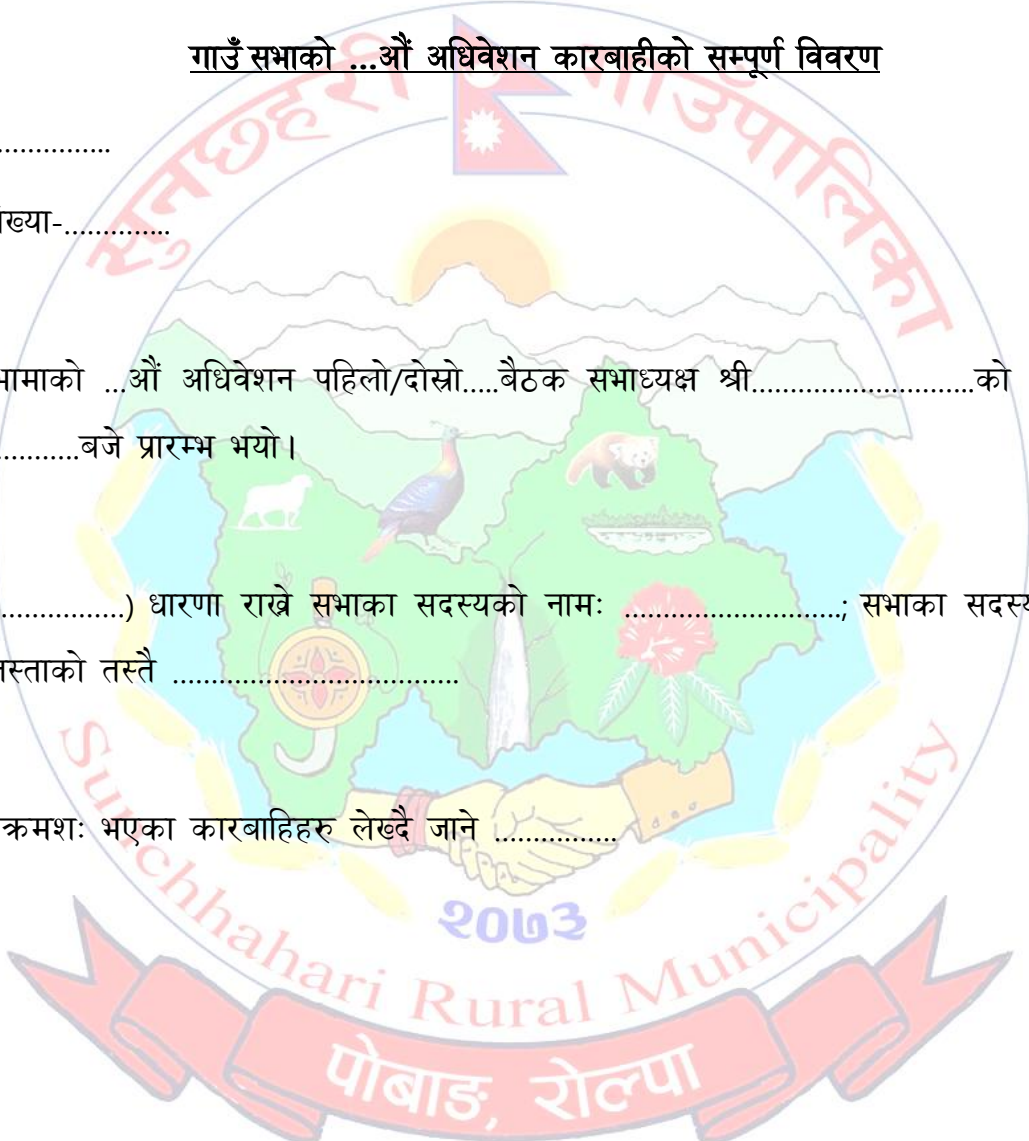 गाउँ सभाको ...औं अधिवेशन कारबाहीको सम्पूर्ण विवरण
सुनछहरी गाउँपालिका
................
ख्या-..............
...औं अधिवेशन पहिलो/दोस्रो.....बैठक सभाध्यक्ष श्री.............................को
...........बजे प्रारम्भ भयो।
................) धारणा राख्ने सभाका सदस्यको नामः ............................; सभाका सदस्य
तस्तै .....................................
क्रमशः भएका कारबाहिहरु लेख्दै जाने ................
२०७३
Sunchhahari Rural Municipality
पोबाङ, रोल्पा